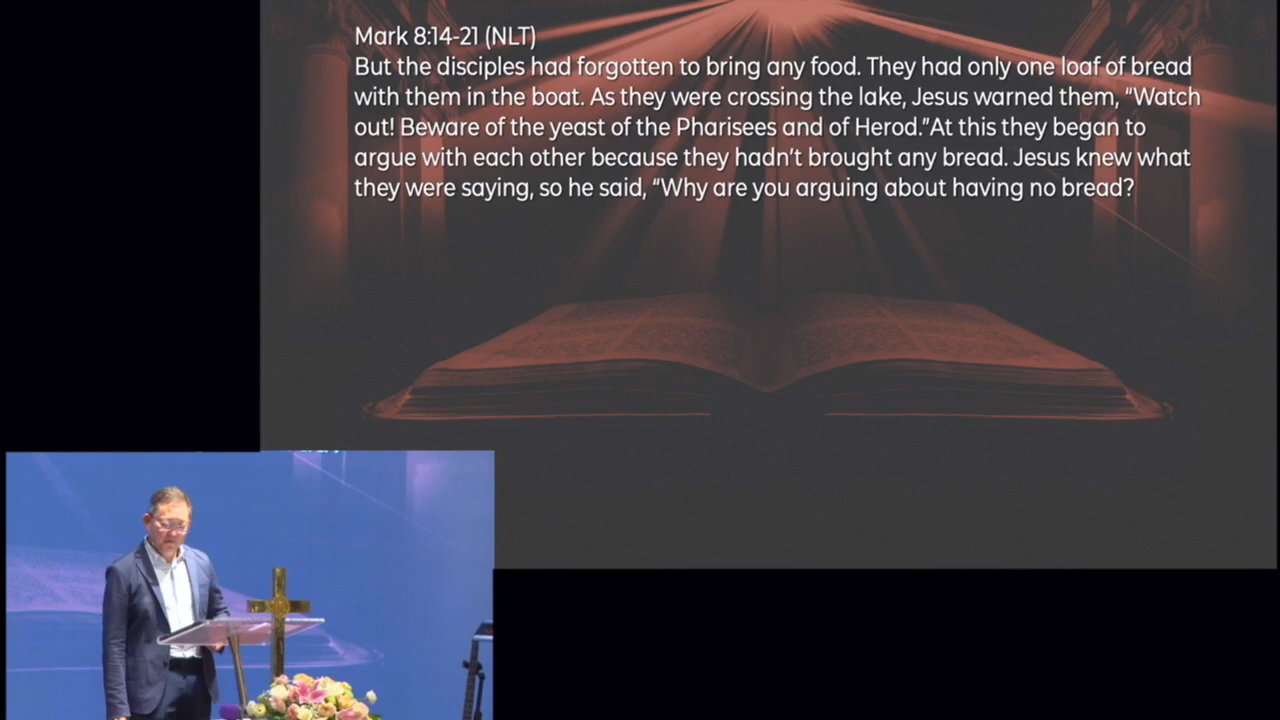 Mark 8:14-21 (NLT)
But the disciples had forgotten to bring any food. They had only one loaf of bread
with them in the boat. As they were crossing the lake, Jesus warned them, “Watch
out! Beware of the yeast of the Pharisees and of Herod.”At this they began to
argue with each other because they hadn’t brought any bread. Jesus knew what
they were saying, so he said, “Why are you arguing about having no bread?